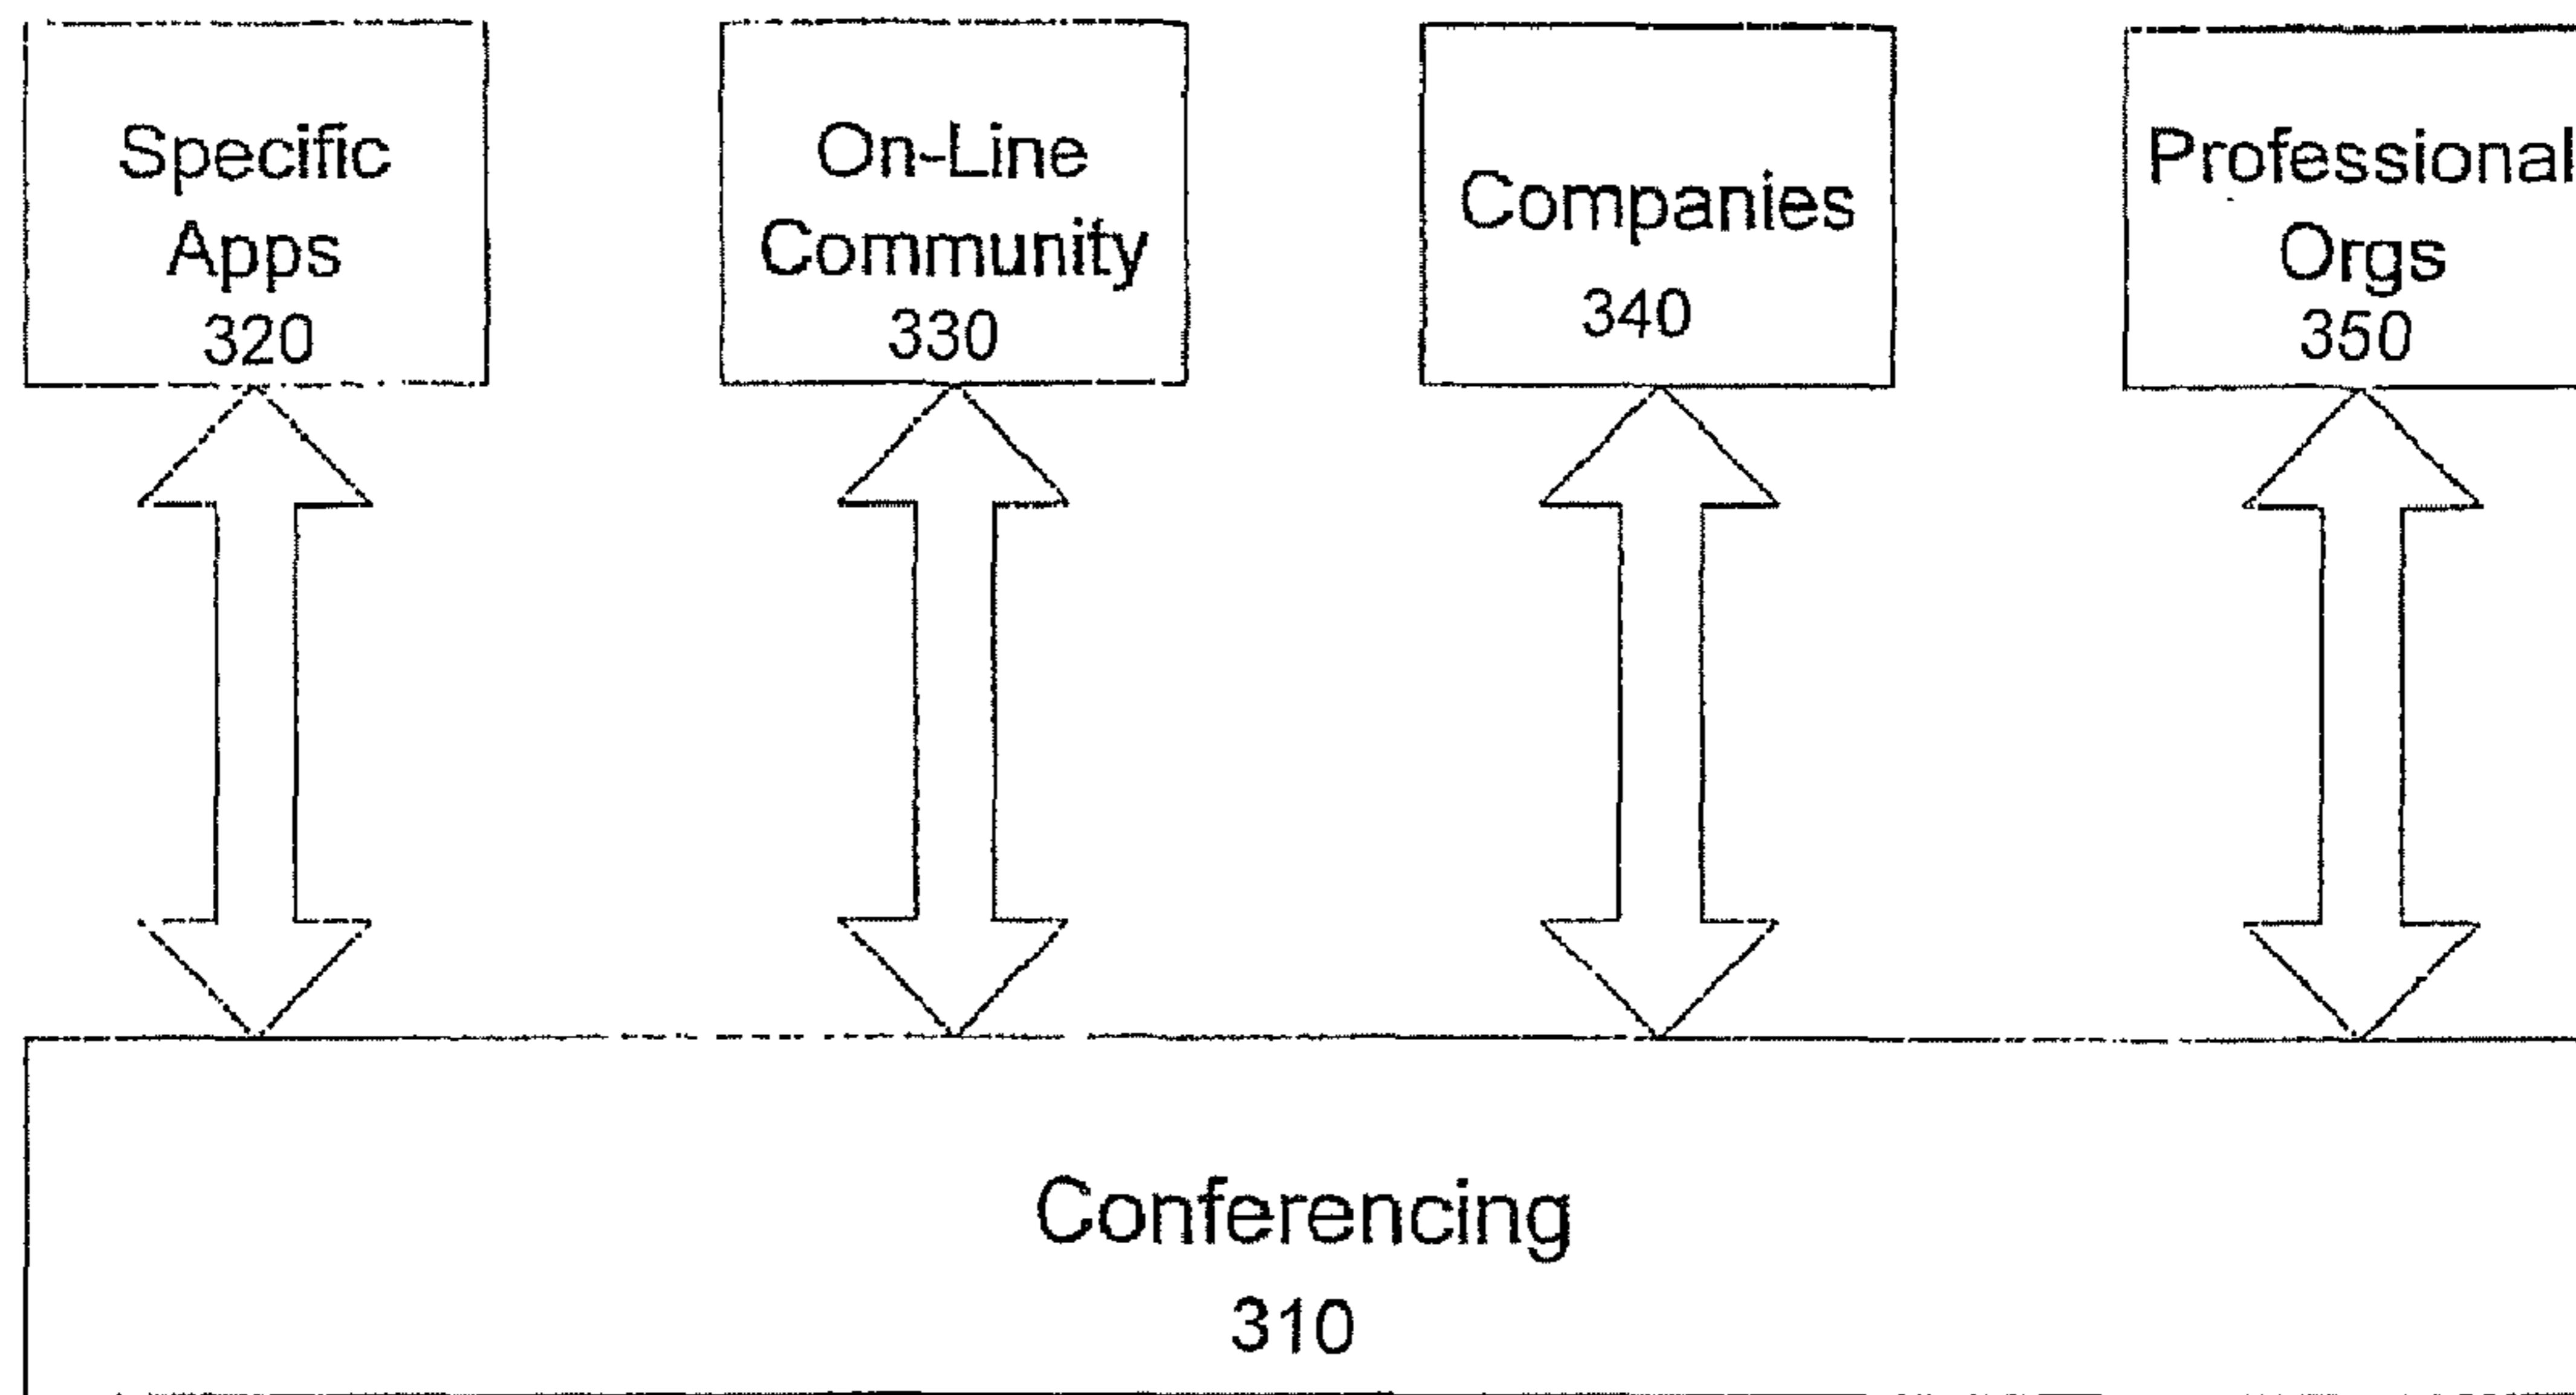 Specific
Apps
320
On-Line
Community
330
Companies
340
Professional
Orgs
350
Conferencing
310